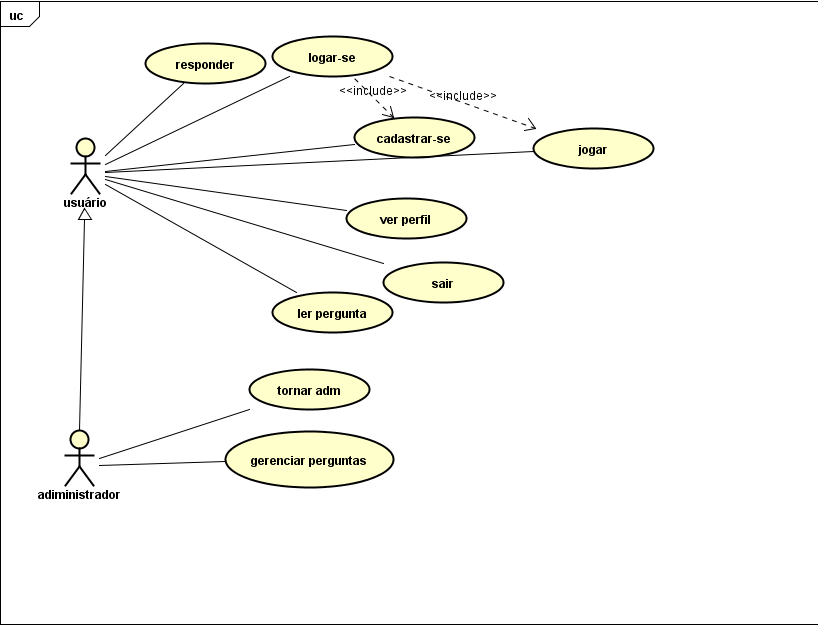 uc
responder
logar-se
<<include>>
<<include>>
cadastrar-se
jogar
usuário
ver perfil
sair
ler pergunta
tornar adm
gerenciar perguntas
adiministrador